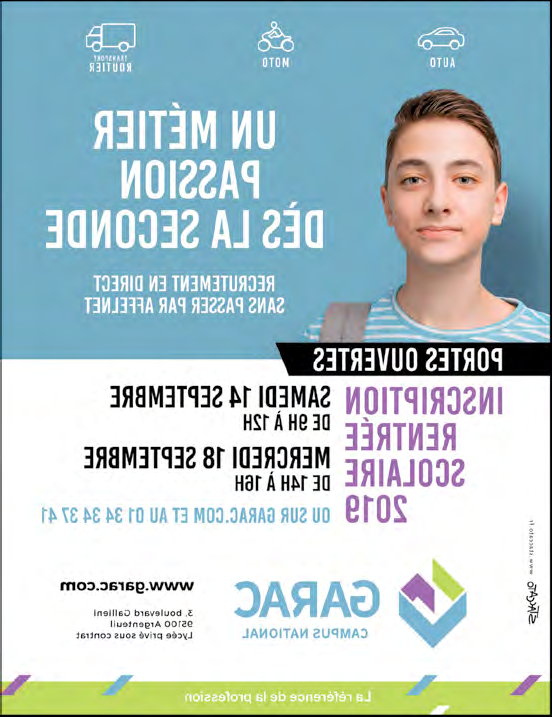 AUTO
MOTO
TRANSPORT
ROUTIER
UN MÉTIER
PASSION
DÈS LA SECONDE
RECRUTEMENT EN DIRECT
SANS PASSER PAR AFFELNET
PORTES OUVERTES
INSCRIPTION
RENTRÉE
SCOLAIRE
2019
SAMEDI 14 SEPTEMBRE
DE 9H À 12H
MERCREDI 18 SEPTEMBRE
DE 14H À 16H
OU SUR GARAC.COM ET AU 01 34 34 37 41
GARAC
CAMPUS NATIONAL
www.garac.com
3, boulevard Gallieni
95100 Argenteuil
Lycée privé sous contrat
La référence de la profession